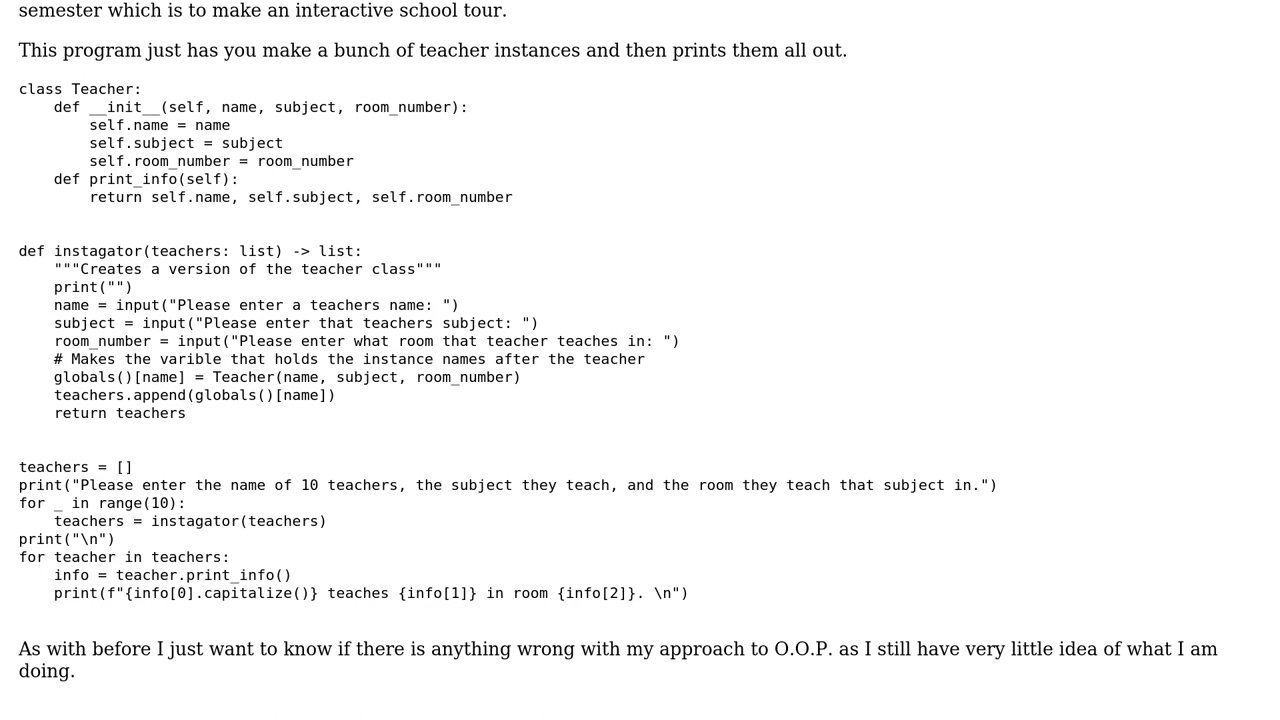 semester which is to make an interactive school tour.
This program just has you make a bunch of teacher instances and then prints them all out.
class Teacher:
    def __init__(self, name, subject, room_number):
        self.name = name
        self.subject = subject
        self.room_number = room_number
    def print_info(self):
        return self.name, self.subject, self.room_number
def instagator(teachers: list) -> list:
    """Creates a version of the teacher class"""
    print("")
    name = input("Please enter a teachers name: ")
    subject = input("Please enter that teachers subject: ")
    room_number = input("Please enter what room that teacher teaches in: ")
    # Makes the varible that holds the instance names after the teacher
    globals()[name] = Teacher(name, subject, room_number)
    teachers.append(globals()[name])
    return teachers
teachers = []
print("Please enter the name of 10 teachers, the subject they teach, and the room they teach that subject in.")
for _ in range(10):
    teachers = instagator(teachers)
print("\n")
for teacher in teachers:
    info = teacher.print_info()
    print(f"{info[0].capitalize()} teaches {info[1]} in room {info[2]}. \n")
As with before I just want to know if there is anything wrong with my approach to O.O.P. as I still have very little idea of what I am
doing.